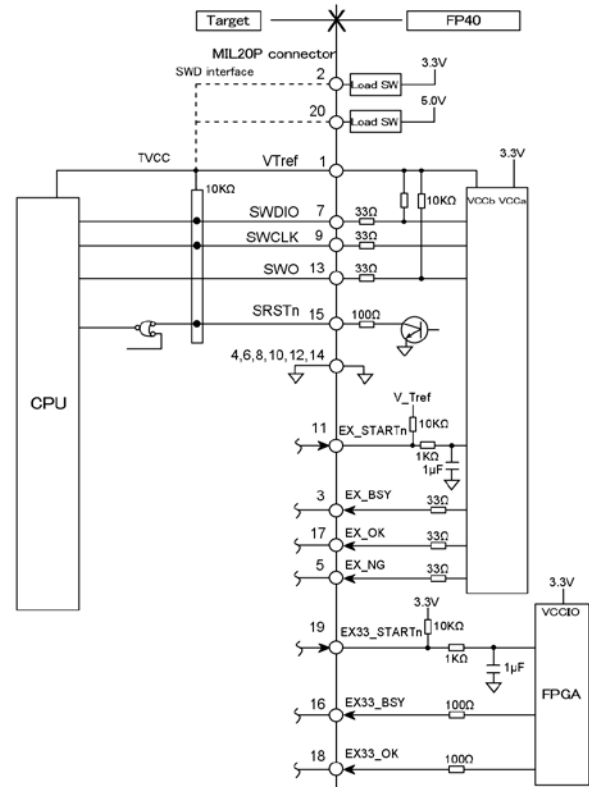 Target
FP40
MIL20P connector
SWD interface
2
Load SW
3.3V
20
Load SW
5.0V
TVCC
VTref
1
3.3V
10KΩ
10KΩ
VCCb VCCa
SWDIO
7
33Ω
SWCLK
9
33Ω
SWO
13
33Ω
SRSTn
15
100Ω
4,6,8,10,12,14
CPU
V_Tref
10KΩ
11
EX_STARTn
1KΩ
1μF
3
EX_BSY
33Ω
17
EX_OK
33Ω
5
EX_NG
33Ω
3.3V
3.3V
VCCIO
19
EX33_STARTn
10KΩ
1KΩ
1μF
FPGA
16
EX33_BSY
100Ω
18
EX33_OK
100Ω